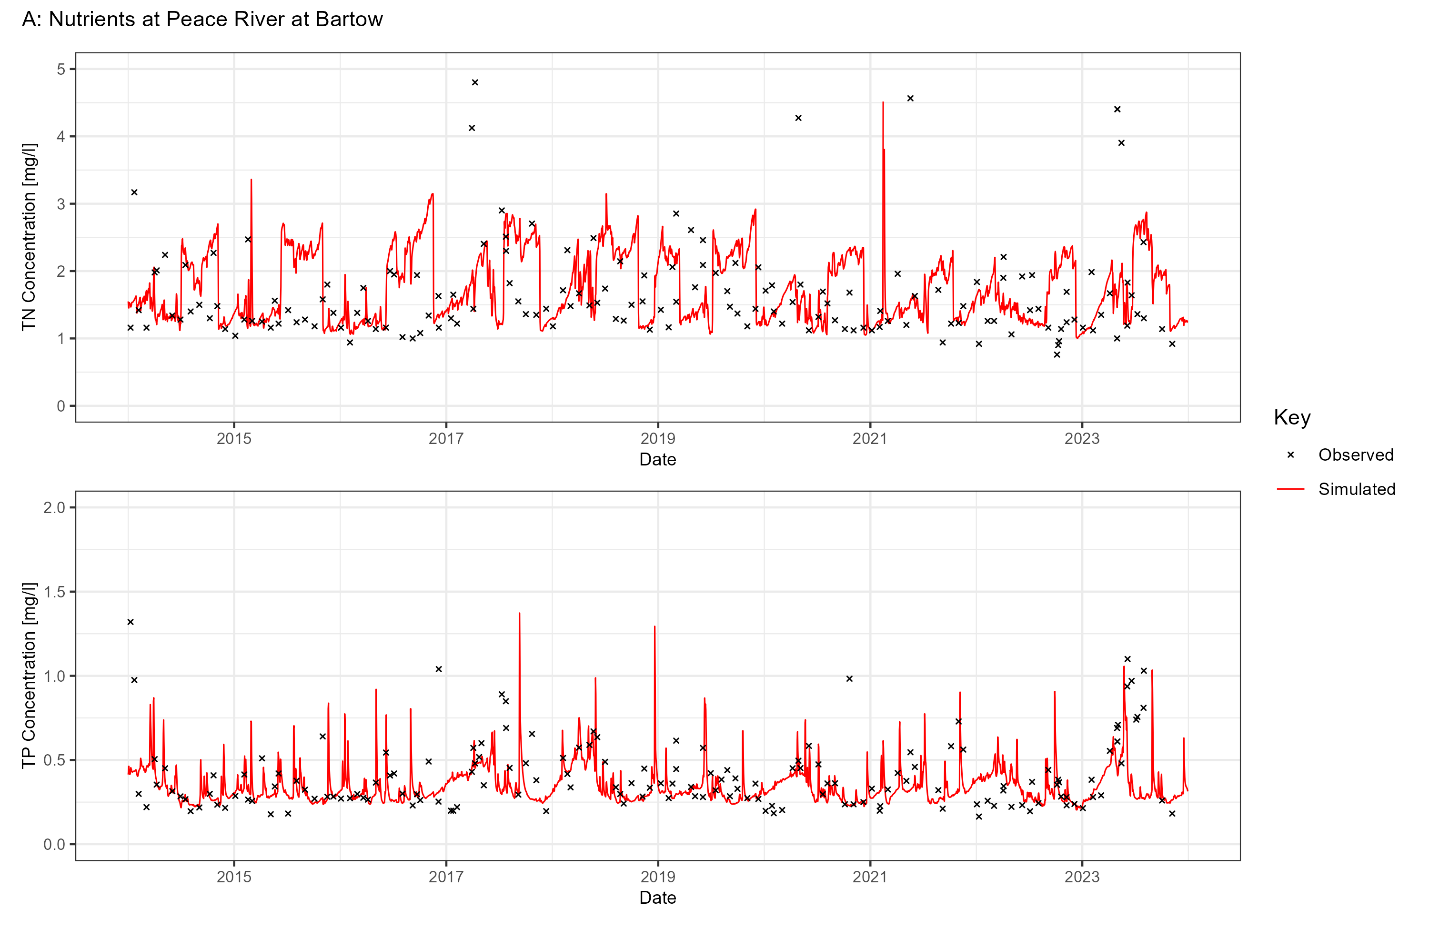 A: Nutrients at Peace River at Bartow
TN Concentration [mg/l]
5
4
3
2
1
0
2015 2017 2019 2021 2023
Date
TP Concentration [mg/l]
2.0
1.5
1.0
0.5
0.0
2015 2017 2019 2021 2023
Date
Key
Observed
Simulated